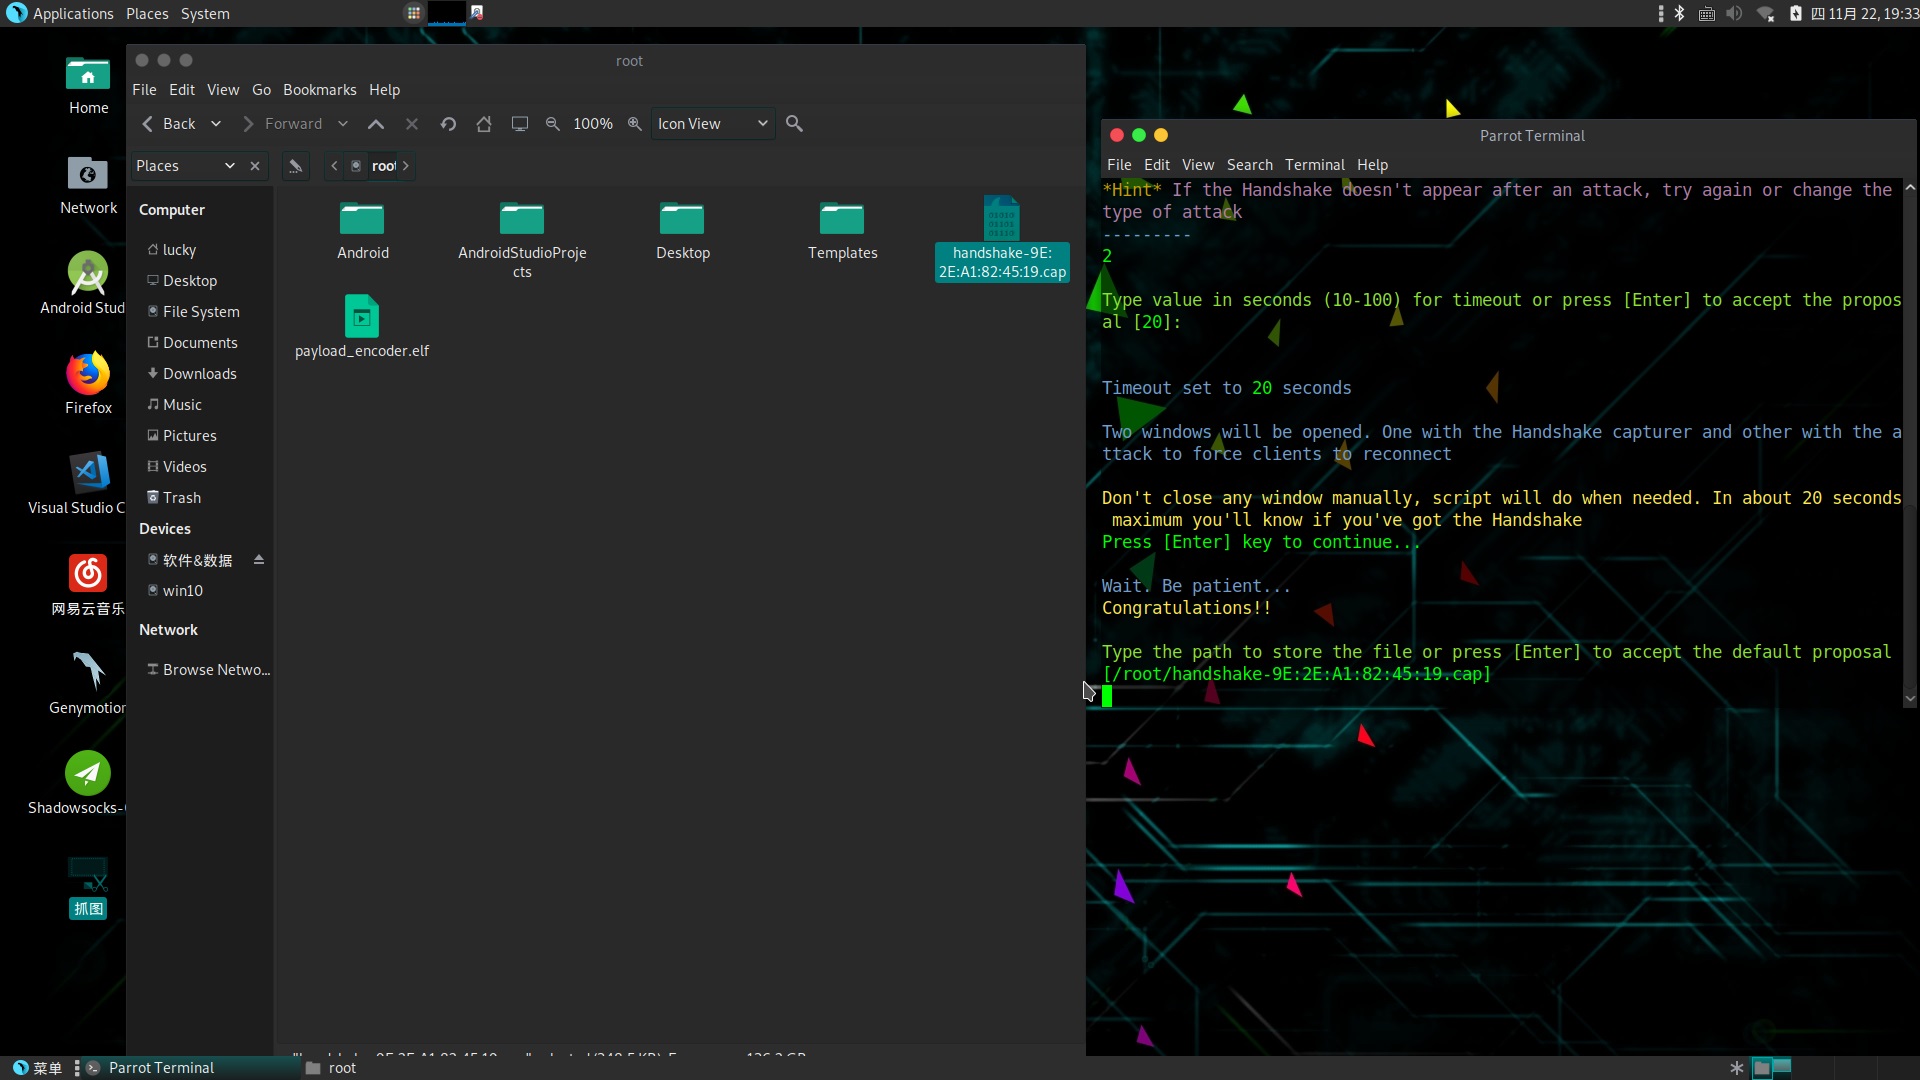 Applications Places System
四 11月 22, 19:33
Home
Network
Android Stud
Firefox
Visual Studio C
网易云音乐
Genymotion
Shadowsocks-
抓图
root
File Edit View Go Bookmarks Help
Back Forward 100% Icon View
Places root
Computer
lucky
Desktop
File System
Documents
Downloads
Music
Pictures
Videos
Trash
Devices
软件&数据
win10
Network
Browse Netwo...
Android
AndroidStudioProje
cts
Desktop
Templates
handshake-9E:
2E:A1:82:45:19.cap
payload_encoder.elf
Parrot Terminal
File Edit View Search Terminal Help
*Hint* If the Handshake doesn't appear after an attack, try again or change the
type of attack
---------
2
Type value in seconds (10-100) for timeout or press [Enter] to accept the propos
al [20]:
Timeout set to 20 seconds
Two windows will be opened. One with the Handshake capturer and other with the a
ttack to force clients to reconnect
Don't close any window manually, script will do when needed. In about 20 seconds
maximum you'll know if you've got the Handshake
Press [Enter] key to continue...
Wait. Be patient...
Congratulations!!
Type the path to store the file or press [Enter] to accept the default proposal
[/root/handshake-9E:2E:A1:82:45:19.cap]
菜单 Parrot Terminal root